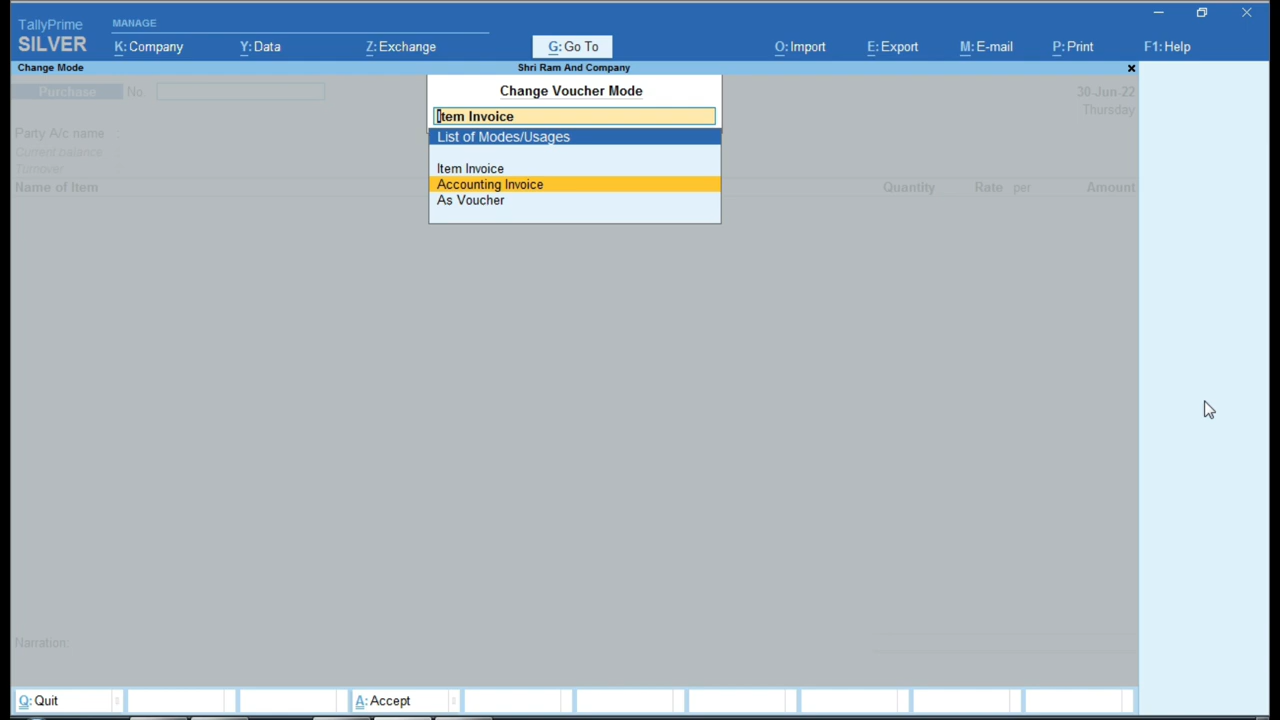 TallyPrime
MANAGE
SILVER
K: Company
Y: Data
Z: Exchange
G: Go To
O: Import
E: Export
M: E-mail
P: Print
F1: Help
Change Mode
Shri Ram And Company
Purchase No
Change Voucher Mode
30-Jun-22
Thursday
Item Invoice
List of Modes/Usages
Party A/c name :
Current balance
Turnover
Item Invoice
Accounting Invoice
As Voucher
Name of Item
Quantity Rate per Amount
Narration:
Q: Quit
A: Accept